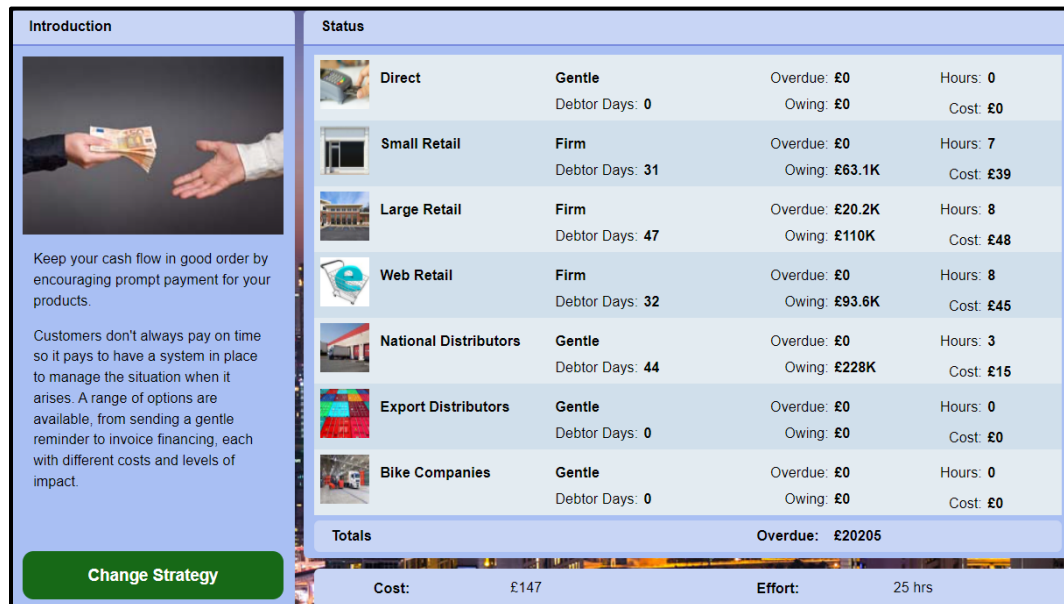 Introduction
Keep your cash flow in good order by
encouraging prompt payment for your
products.
Customers don't always pay on time
so it pays to have a system in place
to manage the situation when it
arises. A range of options are
available, from sending a gentle
reminder to invoice financing, each
with different costs and levels of
impact.
Change Strategy
Status
Direct Gentle Overdue: £0 Hours: 0
Debtor Days: 0 Owing: £0 Cost: £0
Small Retail Firm Overdue: £0 Hours: 7
Debtor Days: 31 Owing: £63.1K Cost: £39
Large Retail Firm Overdue: £20.2K Hours: 8
Debtor Days: 47 Owing: £110K Cost: £48
Web Retail Firm Overdue: £0 Hours: 8
Debtor Days: 32 Owing: £93.6K Cost: £45
National Distributors Gentle Overdue: £0 Hours: 3
Debtor Days: 44 Owing: £228K Cost: £15
Export Distributors Gentle Overdue: £0 Hours: 0
Debtor Days: 0 Owing: £0 Cost: £0
Bike Companies Gentle Overdue: £0 Hours: 0
Debtor Days: 0 Owing: £0 Cost: £0
Totals Overdue: £20205
Cost: £147 Effort: 25 hrs